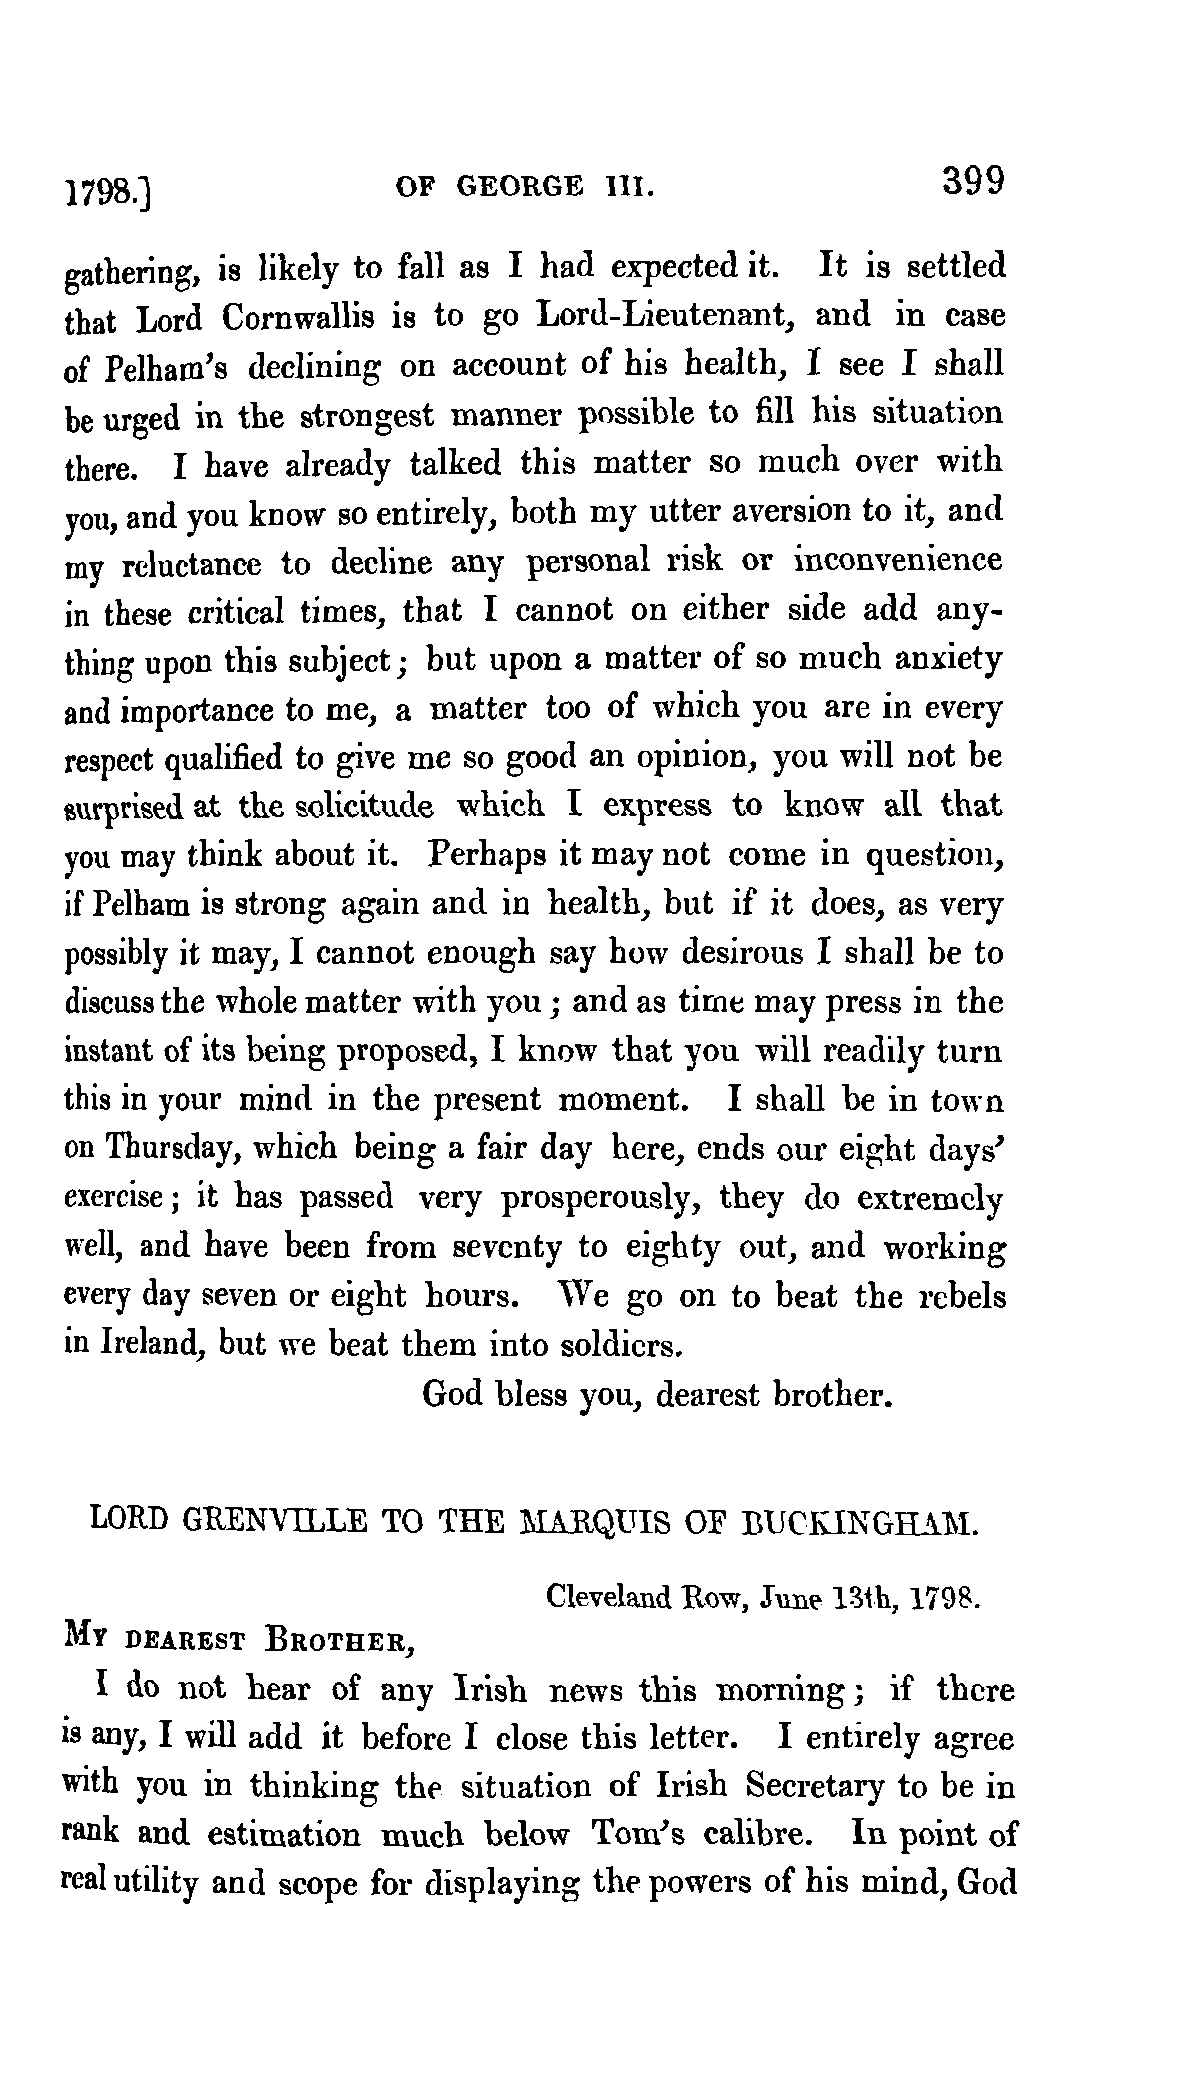 1798.] OF GEORGE III. 399
gathering, is likely to fall as I had expected it. It is settled
that Lord Cornwallis is to go Lord-Lieutenant, and in case
of Pelham's declining on account of his health, I see I shall
be urged in the strongest manner possible to fill his situation
there. I have already talked this matter so much over with
you, and you know so entirely, both my utter aversion to it, and
my reluctance to decline any personal risk or inconvenience
in these critical times, that I cannot on either side add any-
thing upon this subject; but upon a matter of so much anxiety
and importance to me, a matter too of which you are in every
respect qualified to give me so good an opinion, you will not be
surprised at the solicitude which I express to know all that
you may think about it. Perhaps it may not come in question,
if Pelham is strong again and in health, but if it does, as very
possibly it may, I cannot enough say how desirous I shall be to
discuss the whole matter with you; and as time may press in the
instant of its being proposed, I know that you will readily turn
this in your mind in the present moment. I shall be in town
on Thursday, which being a fair day here, ends our eight days'
exercise; it has passed very prosperously, they do extremely
well, and have been from seventy to eighty out, and working
every day seven or eight hours. We go on to beat the rebels
in Ireland, but we beat them into soldiers.
God bless you, dearest brother.
LORD GRENVILLE TO THE MARQUIS OF BUCKINGHAM.
Cleveland Row, June 13th, 1798.
MY DEAREST BROTHER,
I do not hear of any Irish news this morning; if there
is any, I will add it before I close this letter. I entirely agree
with you in thinking the situation of Irish Secretary to be in
rank and estimation much below Tom's calibre. In point of
real utility and scope for displaying the powers of his mind, God